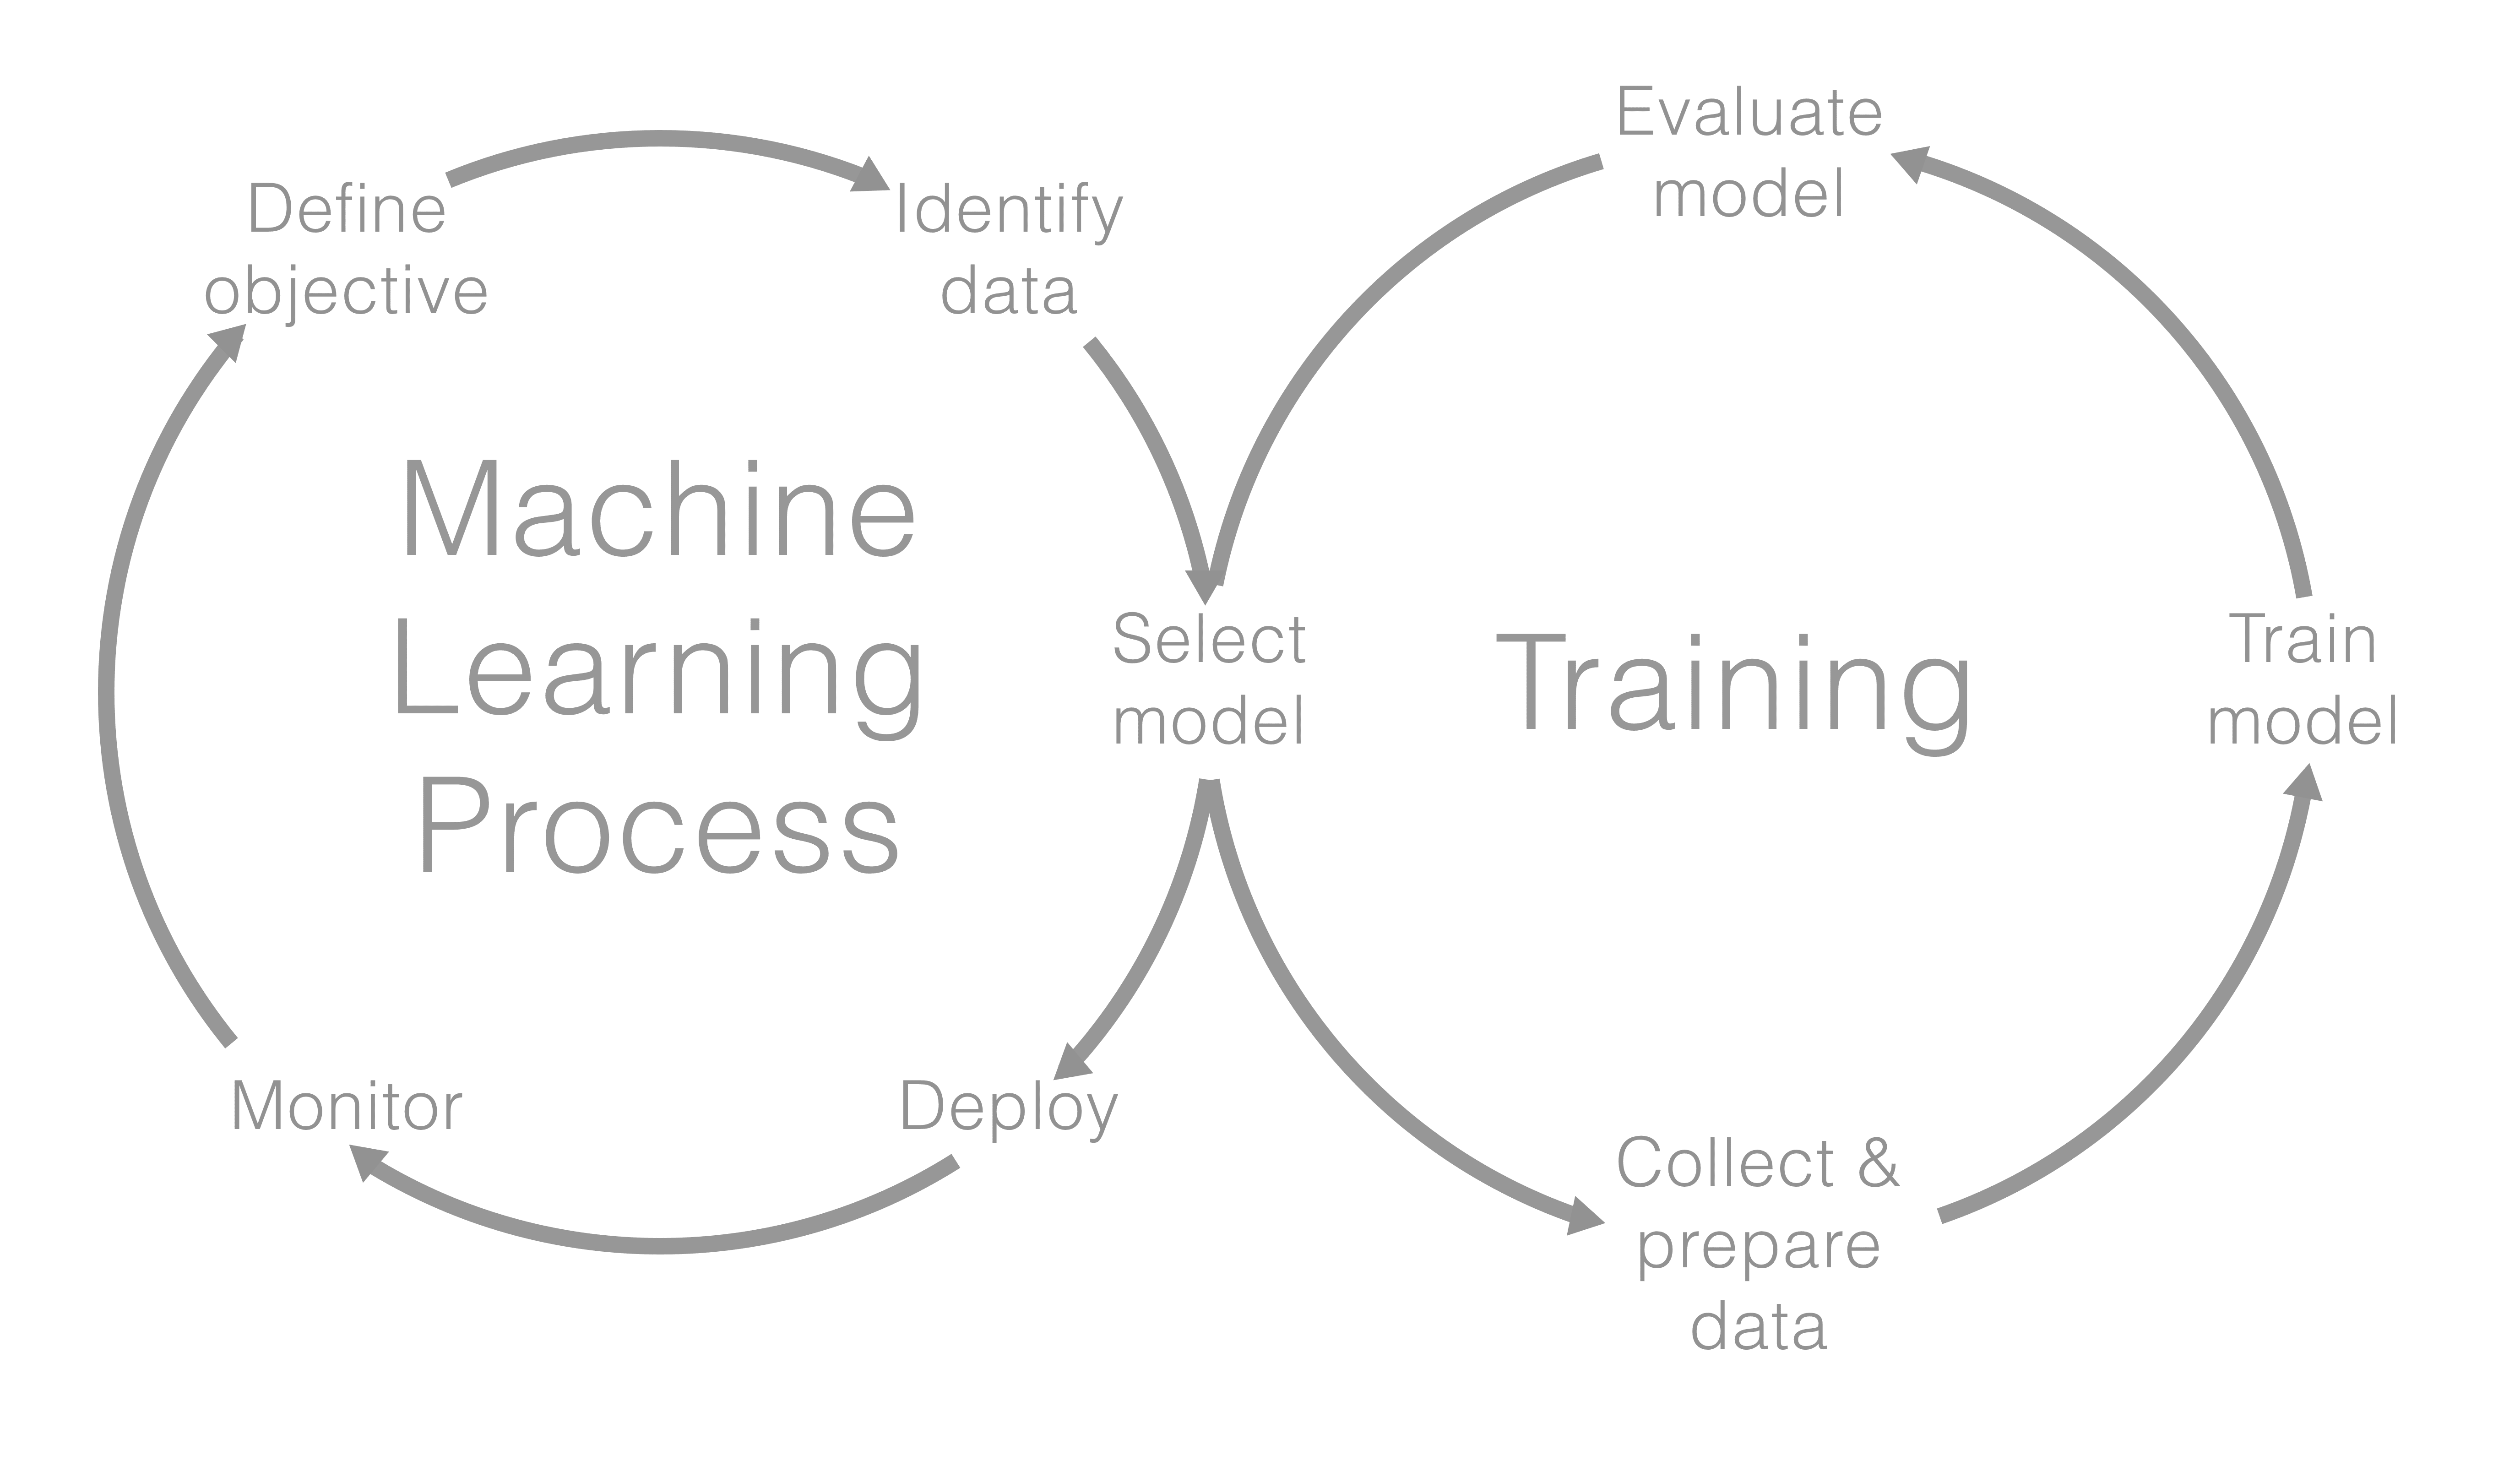 Define
objective
Identify
data
Evaluate
model
Machine
Learning
Process
Select
model
Training
Train
model
Monitor
Deploy
Collect &
prepare
data